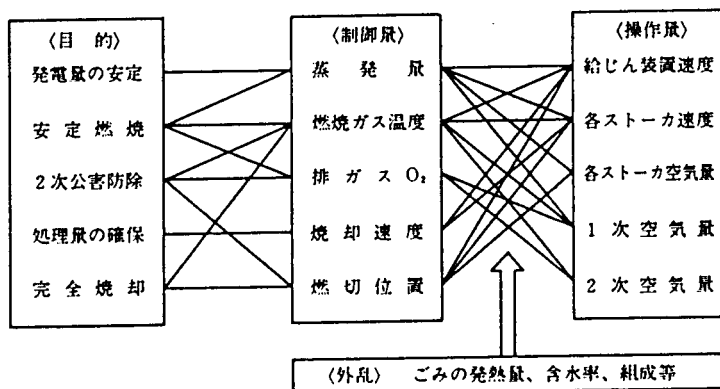 〈目的〉
発電量の安定
安定燃焼
2次公害防除
処理量の確保
完全焼却
〈制御量〉
蒸発量
燃焼ガス温度
排ガスO₂
焼却速度
燃切位置
〈操作量〉
給じん装置速度
各ストーカ速度
各ストーカ空気量
1次空気量
2次空気量
〈外乱〉 ごみの発熱量、含水率、組成等